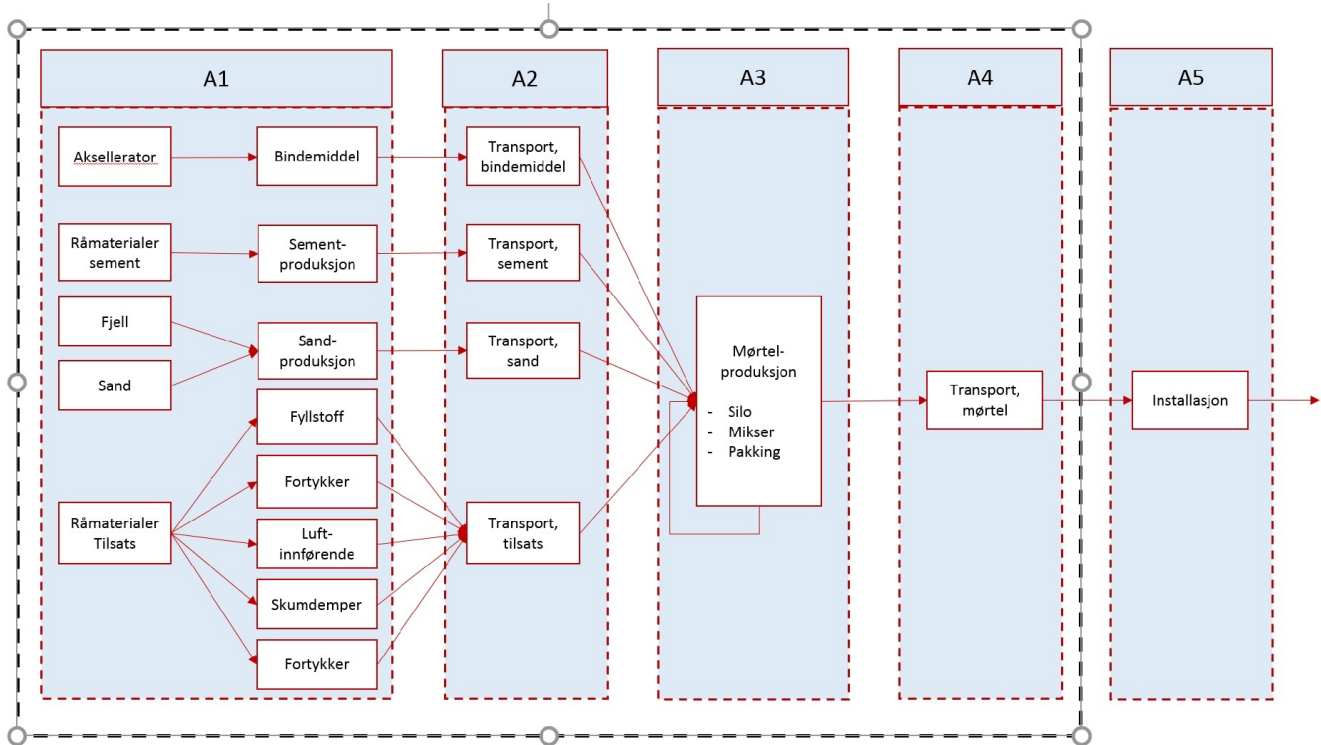 A1
A2
A3
A4
A5
Aksellerator
Bindemiddel
Transport,
bindemiddel
Råmaterialer
sement
Sement-
produksjon
Transport,
sement
Fjell
Sand
Sand-
produksjon
Transport,
sand
Fyllstoff
Fortykker
Råmaterialer
Tilsats
Luft-
innførende
Skumdemper
Fortykker
Transport,
tilsats
Mørtel-
produksjon
- Silo
- Mikser
- Pakking
Transport,
mørtel
Installasjon